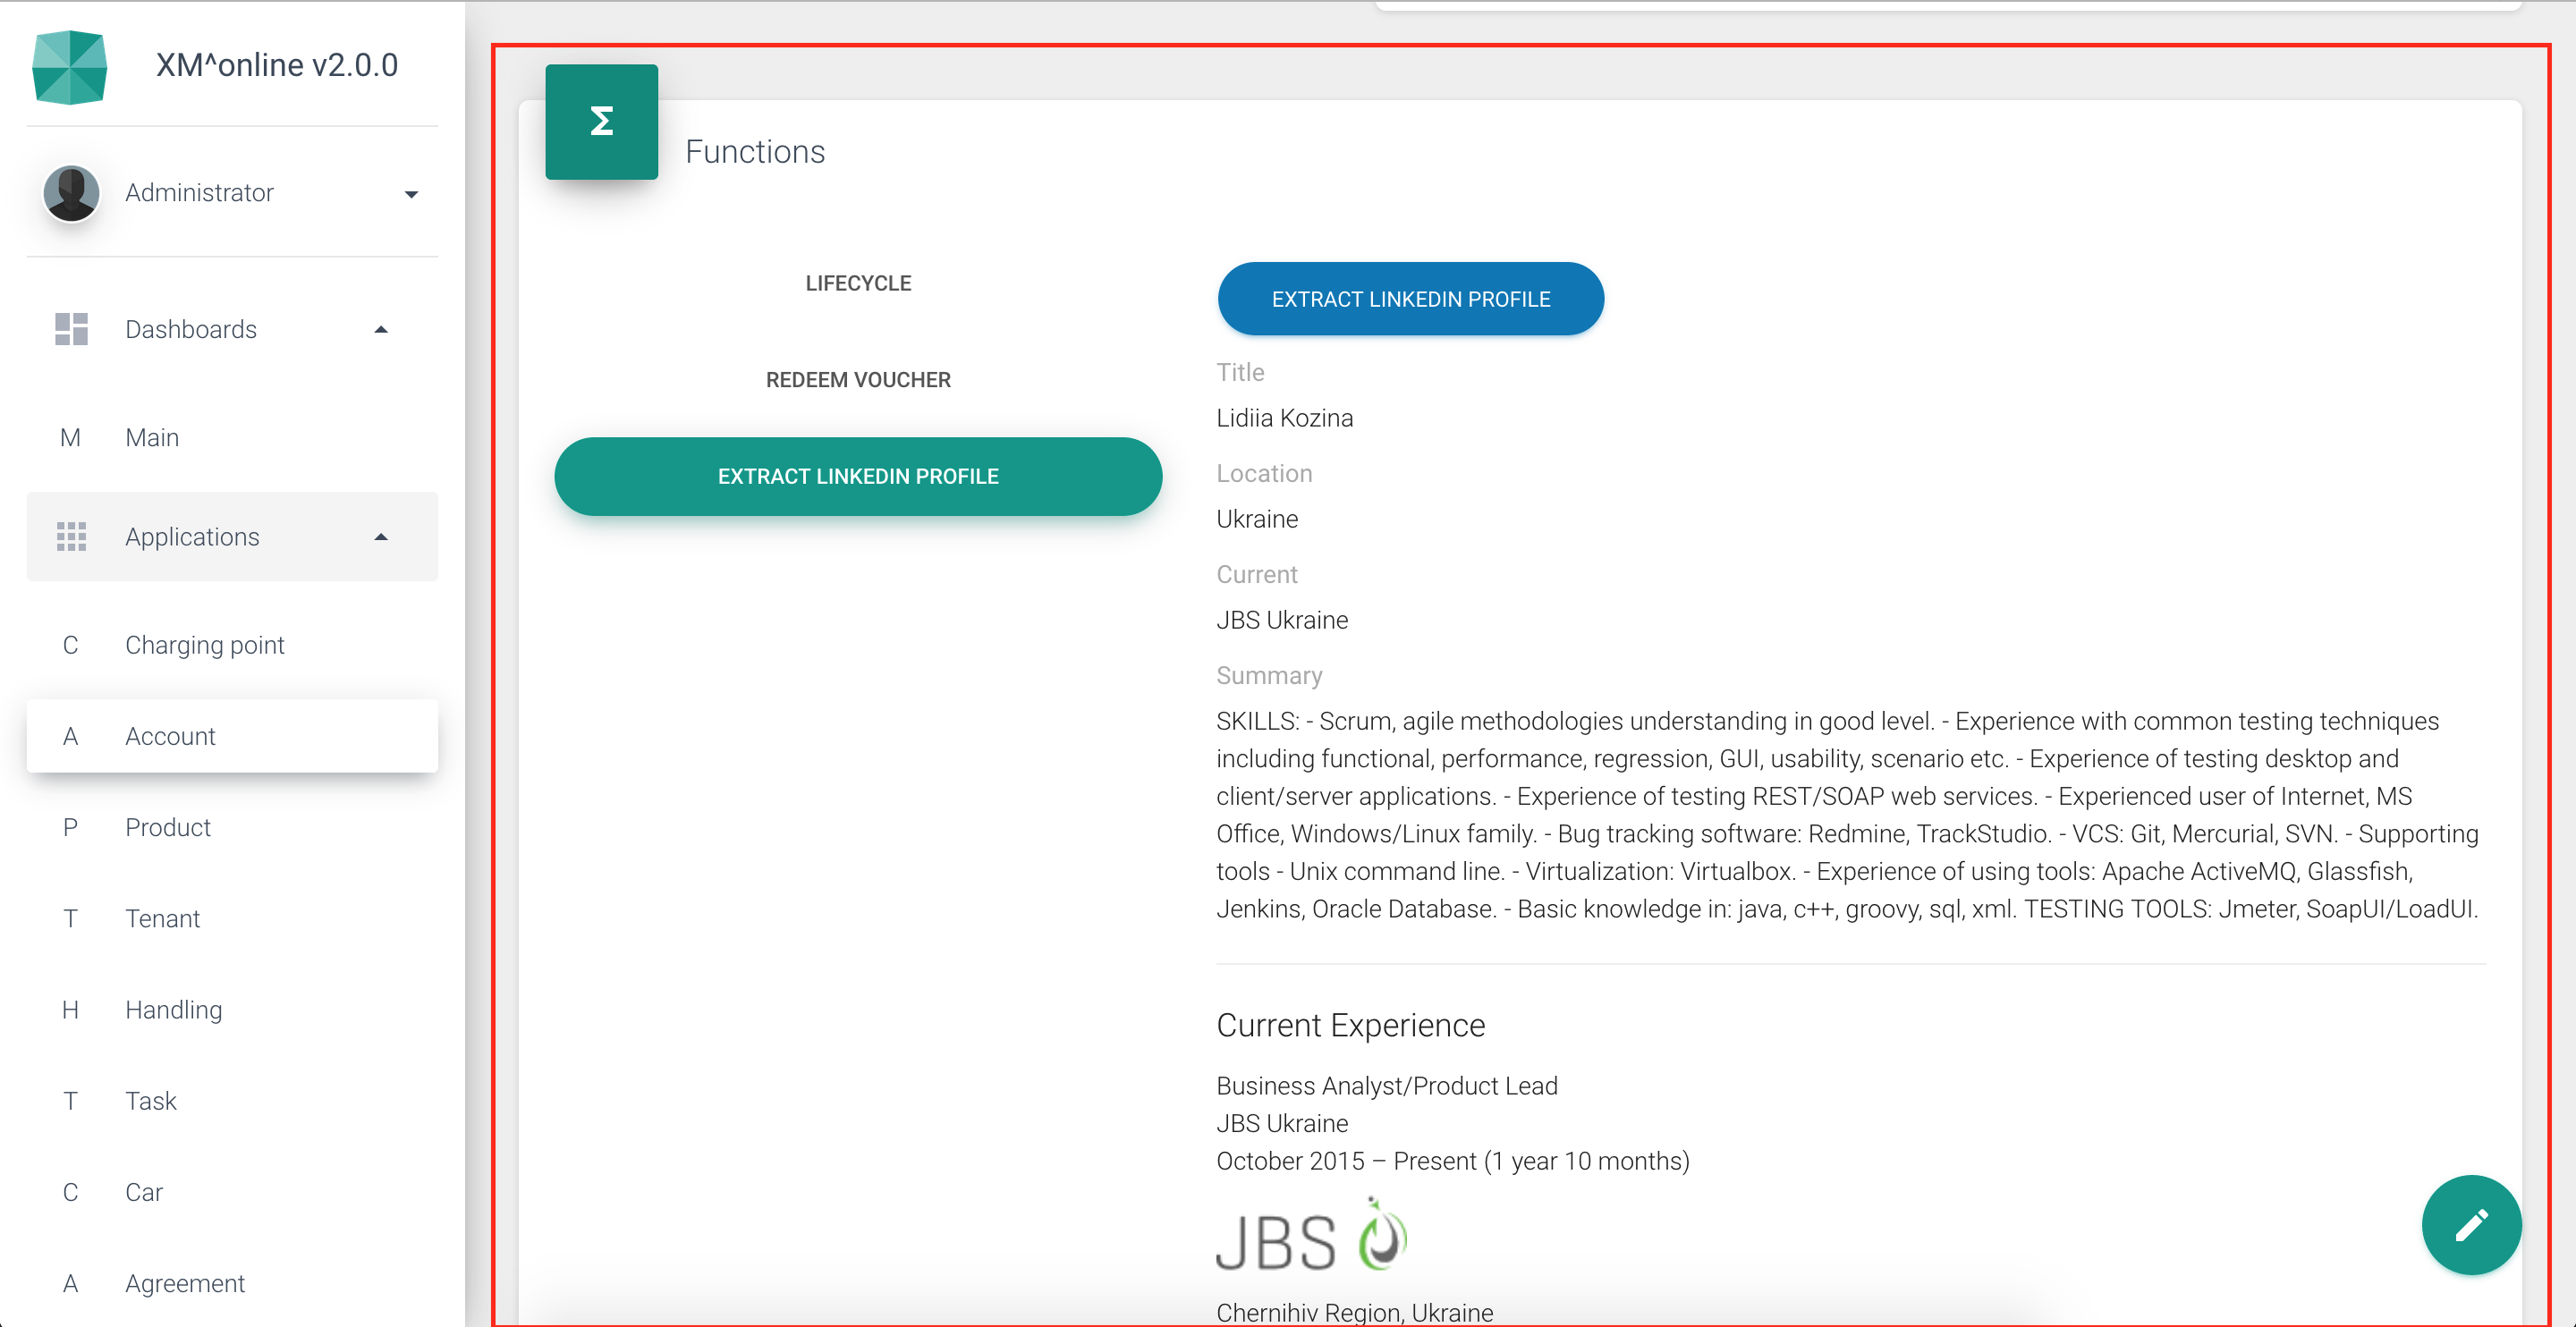 XM^online v2.0.0
Administrator
Dashboards
M Main
Applications
C Charging point
A Account
P Product
T Tenant
H Handling
T Task
C Car
A Agreement
Σ
Functions
LIFECYCLE
REDEEM VOUCHER
EXTRACT LINKEDIN PROFILE
EXTRACT LINKEDIN PROFILE
Title
Lidiia Kozina
Location
Ukraine
Current
JBS Ukraine
Summary
SKILLS: - Scrum, agile methodologies understanding in good level. - Experience with common testing techniques
including functional, performance, regression, GUI, usability, scenario etc. - Experience of testing desktop and
client/server applications. - Experience of testing REST/SOAP web services. - Experienced user of Internet, MS
Office, Windows/Linux family. - Bug tracking software: Redmine, TrackStudio. - VCS: Git, Mercurial, SVN. - Supporting
tools - Unix command line. - Virtualization: Virtualbox. - Experience of using tools: Apache ActiveMQ, Glassfish,
Jenkins, Oracle Database. - Basic knowledge in: java, c++, groovy, sql, xml. TESTING TOOLS: Jmeter, SoapUI/LoadUI.
Current Experience
Business Analyst/Product Lead
JBS Ukraine
October 2015 – Present (1 year 10 months)
JBS
Chernihiv Region, Ukraine